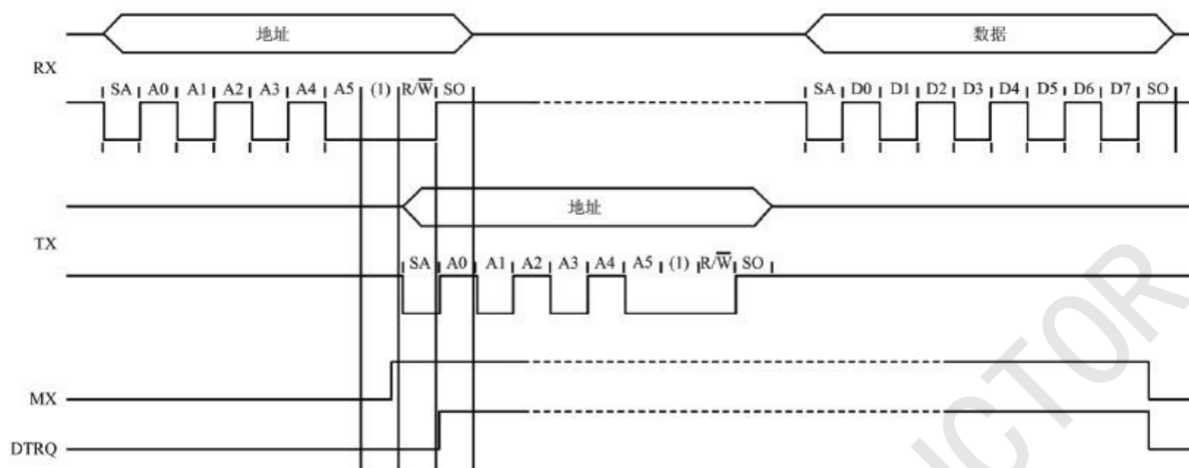 地址
数据
RX
SA A0 A1 A2 A3 A4 A5 (1) R/W̅ SO
SA D0 D1 D2 D3 D4 D5 D6 D7 SO
地址
TX
SA A0 A1 A2 A3 A4 A5 (1) R/W̅ SO
MX
DTRQ
UCTOR